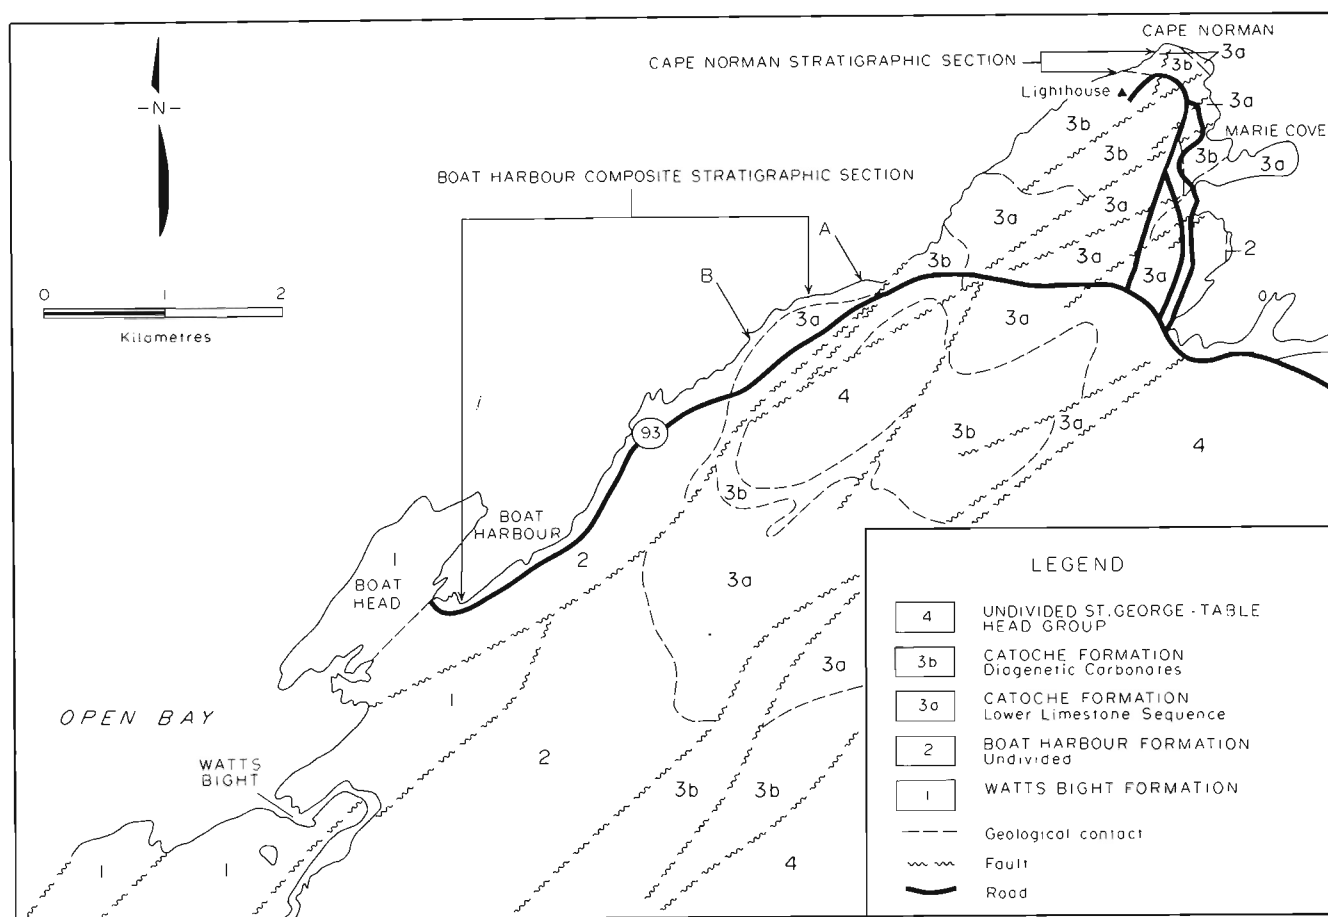 CAPE NORMAN
3a
3b
CAPE NORMAN STRATIGRAPHIC SECTION
Lighthouse
3a
3b
MARIE COVE
-N-
3b
3b
3a
BOAT HARBOUR COMPOSITE STRATIGRAPHIC SECTION
3a
3a
A
3b
3a
2
B
3a
0 1 2
Kilometres
3a
3a
4
3b
3a
93
4
3b
BOAT
HARBOUR
1
BOAT
HEAD
2
3a
3a
1
OPEN BAY
2
WATTS
BIGHT
3b
3b
1
1
4
LEGEND
4 UNDIVIDED ST. GEORGE - TABLE
HEAD GROUP
3b CATOCHE FORMATION
Diagenetic Carbonates
3a CATOCHE FORMATION
Lower Limestone Sequence
2 BOAT HARBOUR FORMATION
Undivided
1 WATTS BIGHT FORMATION
Geological contact
Fault
Road